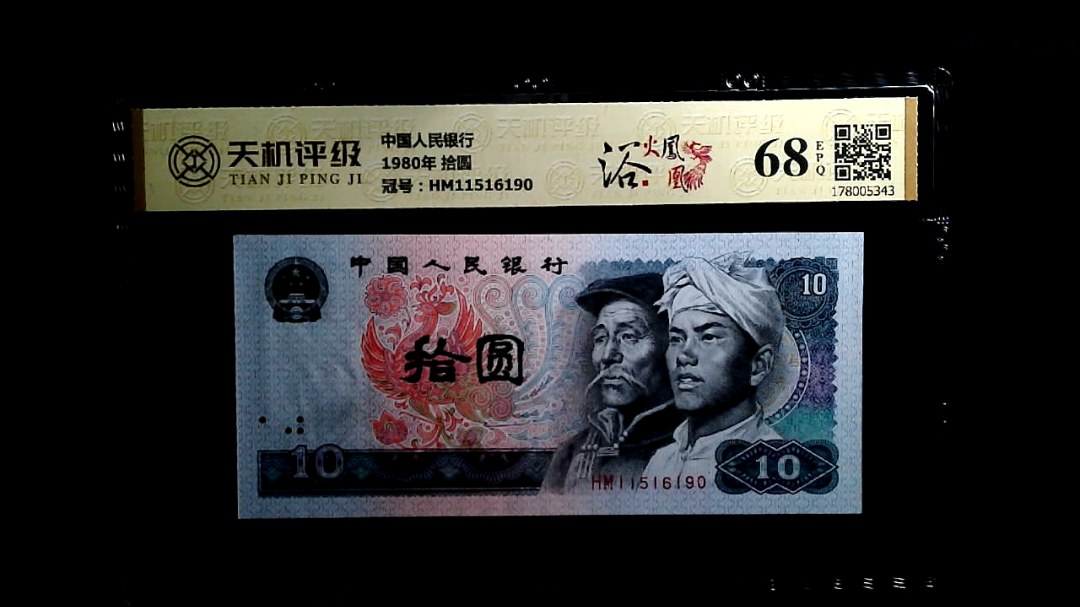 天机评级
TIAN JI PING JI
中国人民银行
1980年 拾圆
冠号：HM11516190
浴火凤凰
68
EPQ
178005343
中国人民银行
10
拾圆
10
HM11516190
10